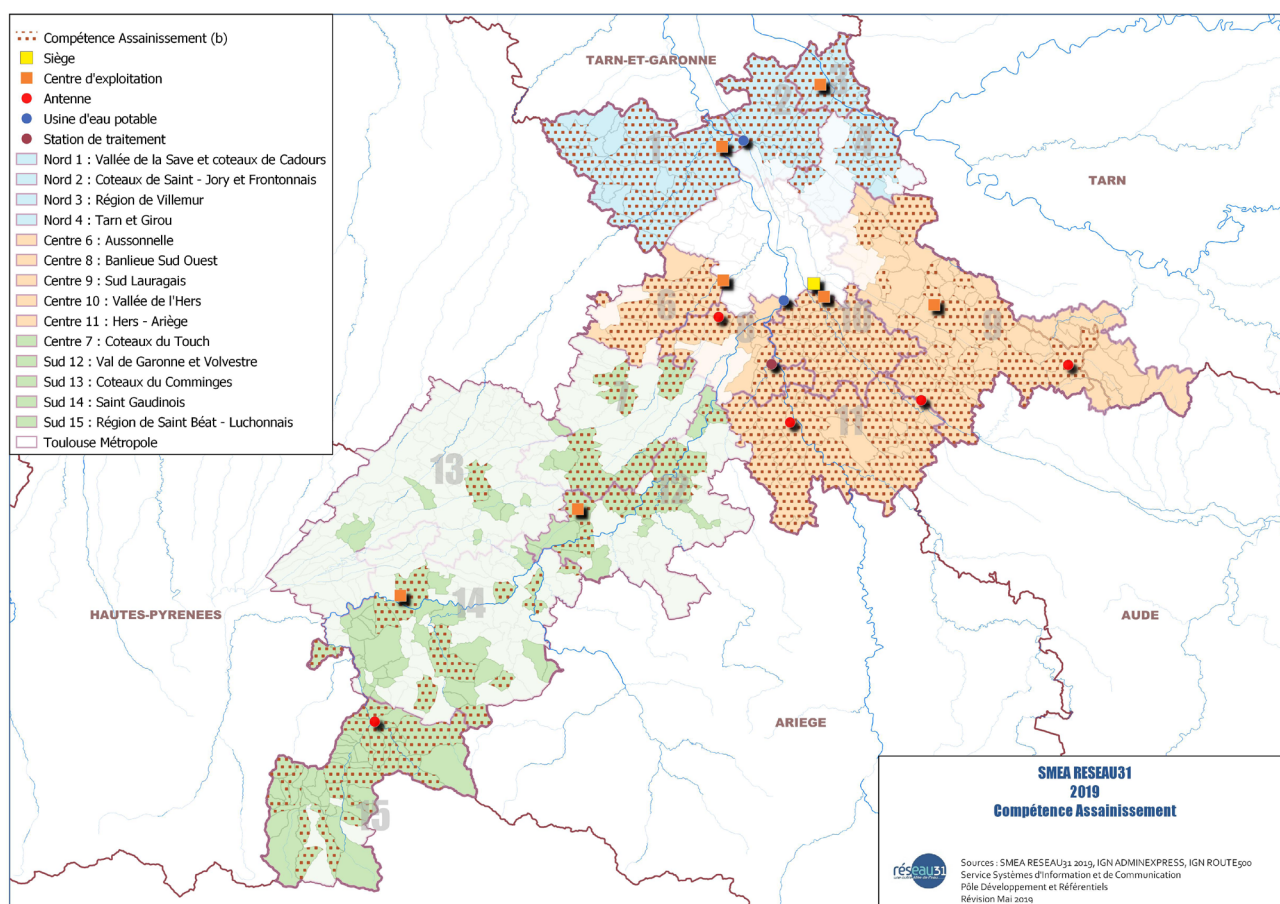 Compétence Assainissement (b)
Siège
Centre d'exploitation
Antenne
Usine d'eau potable
Station de traitement
Nord 1 : Vallée de la Save et coteaux de Cadours
Nord 2 : Coteaux de Saint - Jory et Frontonnais
Nord 3 : Région de Villemur
Nord 4 : Tarn et Girou
Centre 6 : Aussonnelle
Centre 8 : Banlieue Sud Ouest
Centre 9 : Sud Lauragais
Centre 10 : Vallée de l'Hers
Centre 11 : Hers - Ariège
Centre 7 : Coteaux du Touch
Sud 12 : Val de Garonne et Volvestre
Sud 13 : Coteaux du Comminges
Sud 14 : Saint Gaudinois
Sud 15 : Région de Saint Béat - Luchonnais
Toulouse Métropole
TARN-ET-GARONNE
3
2
1
4
TARN
6
8
10
9
7
11
13
12
14
HAUTES-PYRENEES
AUDE
ARIEGE
15
SMEA RESEAU31
2019
Compétence Assainissement
réseau31
Sources : SMEA RESEAU31 2019, IGN ADMINEXPRESS, IGN ROUTE500
Service Systèmes d'Information et de Communication
Pôle Développement et Référentiels
Révision Mai 2019